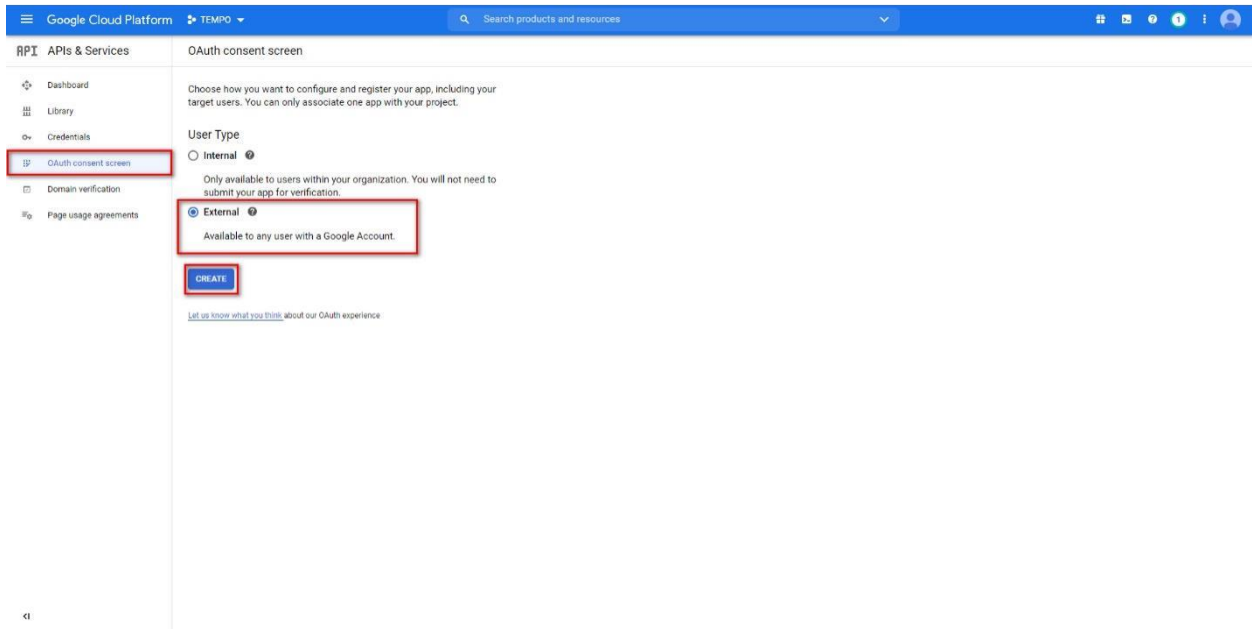 Google Cloud Platform TEMPO Search products and resources 1
API APIs & Services
OAuth consent screen
Dashboard
Library
Credentials
OAuth consent screen
Domain verification
Page usage agreements
Choose how you want to configure and register your app, including your
target users. You can only associate one app with your project.
User Type
Internal
Only available to users within your organization. You will not need to
submit your app for verification.
External
Available to any user with a Google Account.
CREATE
Let us know what you think about our OAuth experience